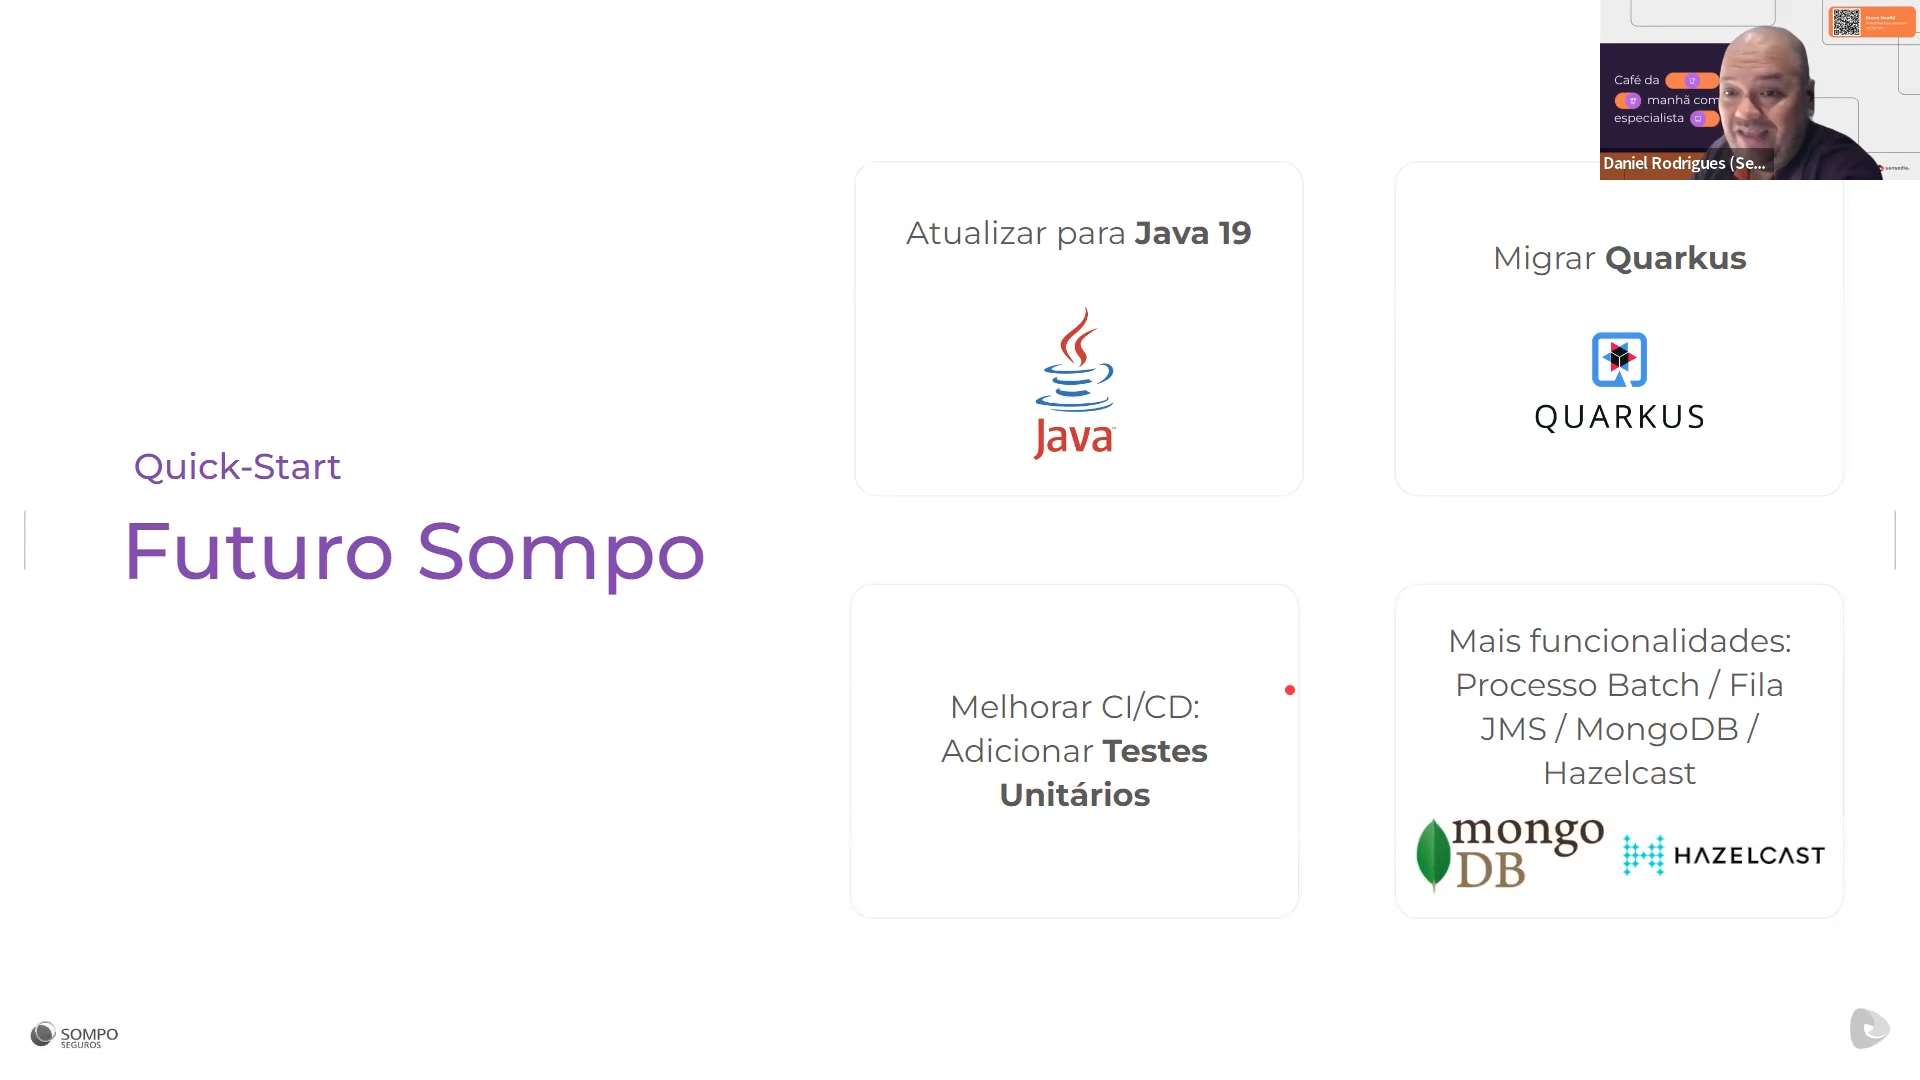 Café da
manhã com
especialista
Daniel Rodrigues (Se...
sensedia.
Atualizar para Java 19
Java
Migrar Quarkus
QUARKUS
Quick-Start
Futuro Sompo
Melhorar CI/CD:
Adicionar Testes
Unitários
Mais funcionalidades:
Processo Batch / Fila
JMS / MongoDB /
Hazelcast
mongo
DB
HAZELCAST
SOMPO
SEGUROS